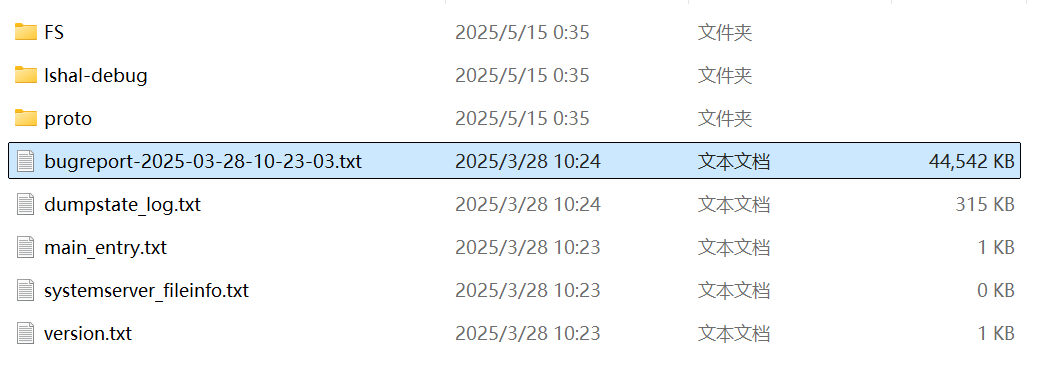 FS 2025/5/15 0:35 文件夹
lshal-debug 2025/5/15 0:35 文件夹
proto 2025/5/15 0:35 文件夹
bugreport-2025-03-28-10-23-03.txt 2025/3/28 10:24 文本文档 44,542 KB
dumpstate_log.txt 2025/3/28 10:24 文本文档 315 KB
main_entry.txt 2025/3/28 10:23 文本文档 1 KB
systemserver_fileinfo.txt 2025/3/28 10:23 文本文档 0 KB
version.txt 2025/3/28 10:23 文本文档 1 KB